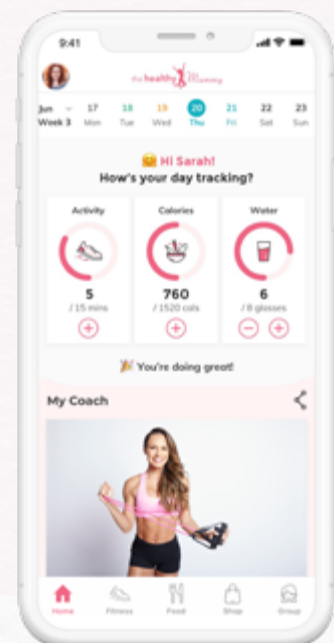 9:41
the healthy Mummy
Jun 17 18 19 20 21 22 23
Week 3 Mon Tue Wed Thu Fri Sat Sun
Hi Sarah!
How's your day tracking?
Activity Calories Water
5 760 6
/ 15 mins / 1520 cals / 8 glasses
You're doing great!
My Coach
Home Fitness Food Shop Group